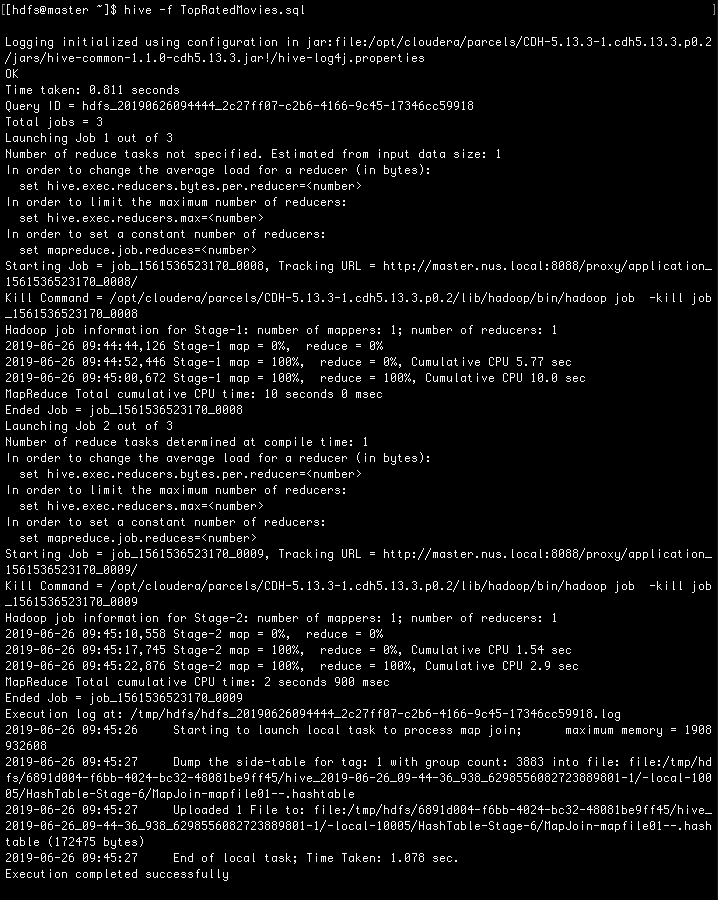 [[hdfs@master ~]$ hive -f TopRatedMovies.sql ]
Logging initialized using configuration in jar:file:/opt/cloudera/parcels/CDH-5.13.3-1.cdh5.13.3.p0.2
/jars/hive-common-1.1.0-cdh5.13.3.jar!/hive-log4j.properties
OK
Time taken: 0.811 seconds
Query ID = hdfs_20190626094444_2c27ff07-c2b6-4166-9c45-17346cc59918
Total jobs = 3
Launching Job 1 out of 3
Number of reduce tasks not specified. Estimated from input data size: 1
In order to change the average load for a reducer (in bytes):
  set hive.exec.reducers.bytes.per.reducer=<number>
In order to limit the maximum number of reducers:
  set hive.exec.reducers.max=<number>
In order to set a constant number of reducers:
  set mapreduce.job.reduces=<number>
Starting Job = job_1561536523170_0008, Tracking URL = http://master.nus.local:8088/proxy/application_
1561536523170_0008/
Kill Command = /opt/cloudera/parcels/CDH-5.13.3-1.cdh5.13.3.p0.2/lib/hadoop/bin/hadoop job  -kill job
_1561536523170_0008
Hadoop job information for Stage-1: number of mappers: 1; number of reducers: 1
2019-06-26 09:44:44,126 Stage-1 map = 0%,  reduce = 0%
2019-06-26 09:44:52,446 Stage-1 map = 100%,  reduce = 0%, Cumulative CPU 5.77 sec
2019-06-26 09:45:00,672 Stage-1 map = 100%,  reduce = 100%, Cumulative CPU 10.0 sec
MapReduce Total cumulative CPU time: 10 seconds 0 msec
Ended Job = job_1561536523170_0008
Launching Job 2 out of 3
Number of reduce tasks determined at compile time: 1
In order to change the average load for a reducer (in bytes):
  set hive.exec.reducers.bytes.per.reducer=<number>
In order to limit the maximum number of reducers:
  set hive.exec.reducers.max=<number>
In order to set a constant number of reducers:
  set mapreduce.job.reduces=<number>
Starting Job = job_1561536523170_0009, Tracking URL = http://master.nus.local:8088/proxy/application_
1561536523170_0009/
Kill Command = /opt/cloudera/parcels/CDH-5.13.3-1.cdh5.13.3.p0.2/lib/hadoop/bin/hadoop job  -kill job
_1561536523170_0009
Hadoop job information for Stage-2: number of mappers: 1; number of reducers: 1
2019-06-26 09:45:10,558 Stage-2 map = 0%,  reduce = 0%
2019-06-26 09:45:17,745 Stage-2 map = 100%,  reduce = 0%, Cumulative CPU 1.54 sec
2019-06-26 09:45:22,876 Stage-2 map = 100%,  reduce = 100%, Cumulative CPU 2.9 sec
MapReduce Total cumulative CPU time: 2 seconds 900 msec
Ended Job = job_1561536523170_0009
Execution log at: /tmp/hdfs/hdfs_20190626094444_2c27ff07-c2b6-4166-9c45-17346cc59918.log
2019-06-26 09:45:26     Starting to launch local task to process map join;      maximum memory = 1908
932608
2019-06-26 09:45:27     Dump the side-table for tag: 1 with group count: 3883 into file: file:/tmp/hd
fs/6891d004-f6bb-4024-bc32-48081be9ff45/hive_2019-06-26_09-44-36_938_6298556082723889801-1/-local-100
05/HashTable-Stage-6/MapJoin-mapfile01--.hashtable
2019-06-26 09:45:27     Uploaded 1 File to: file:/tmp/hdfs/6891d004-f6bb-4024-bc32-48081be9ff45/hive_
2019-06-26_09-44-36_938_6298556082723889801-1/-local-10005/HashTable-Stage-6/MapJoin-mapfile01--.hash
table (172475 bytes)
2019-06-26 09:45:27     End of local task; Time Taken: 1.078 sec.
Execution completed successfully